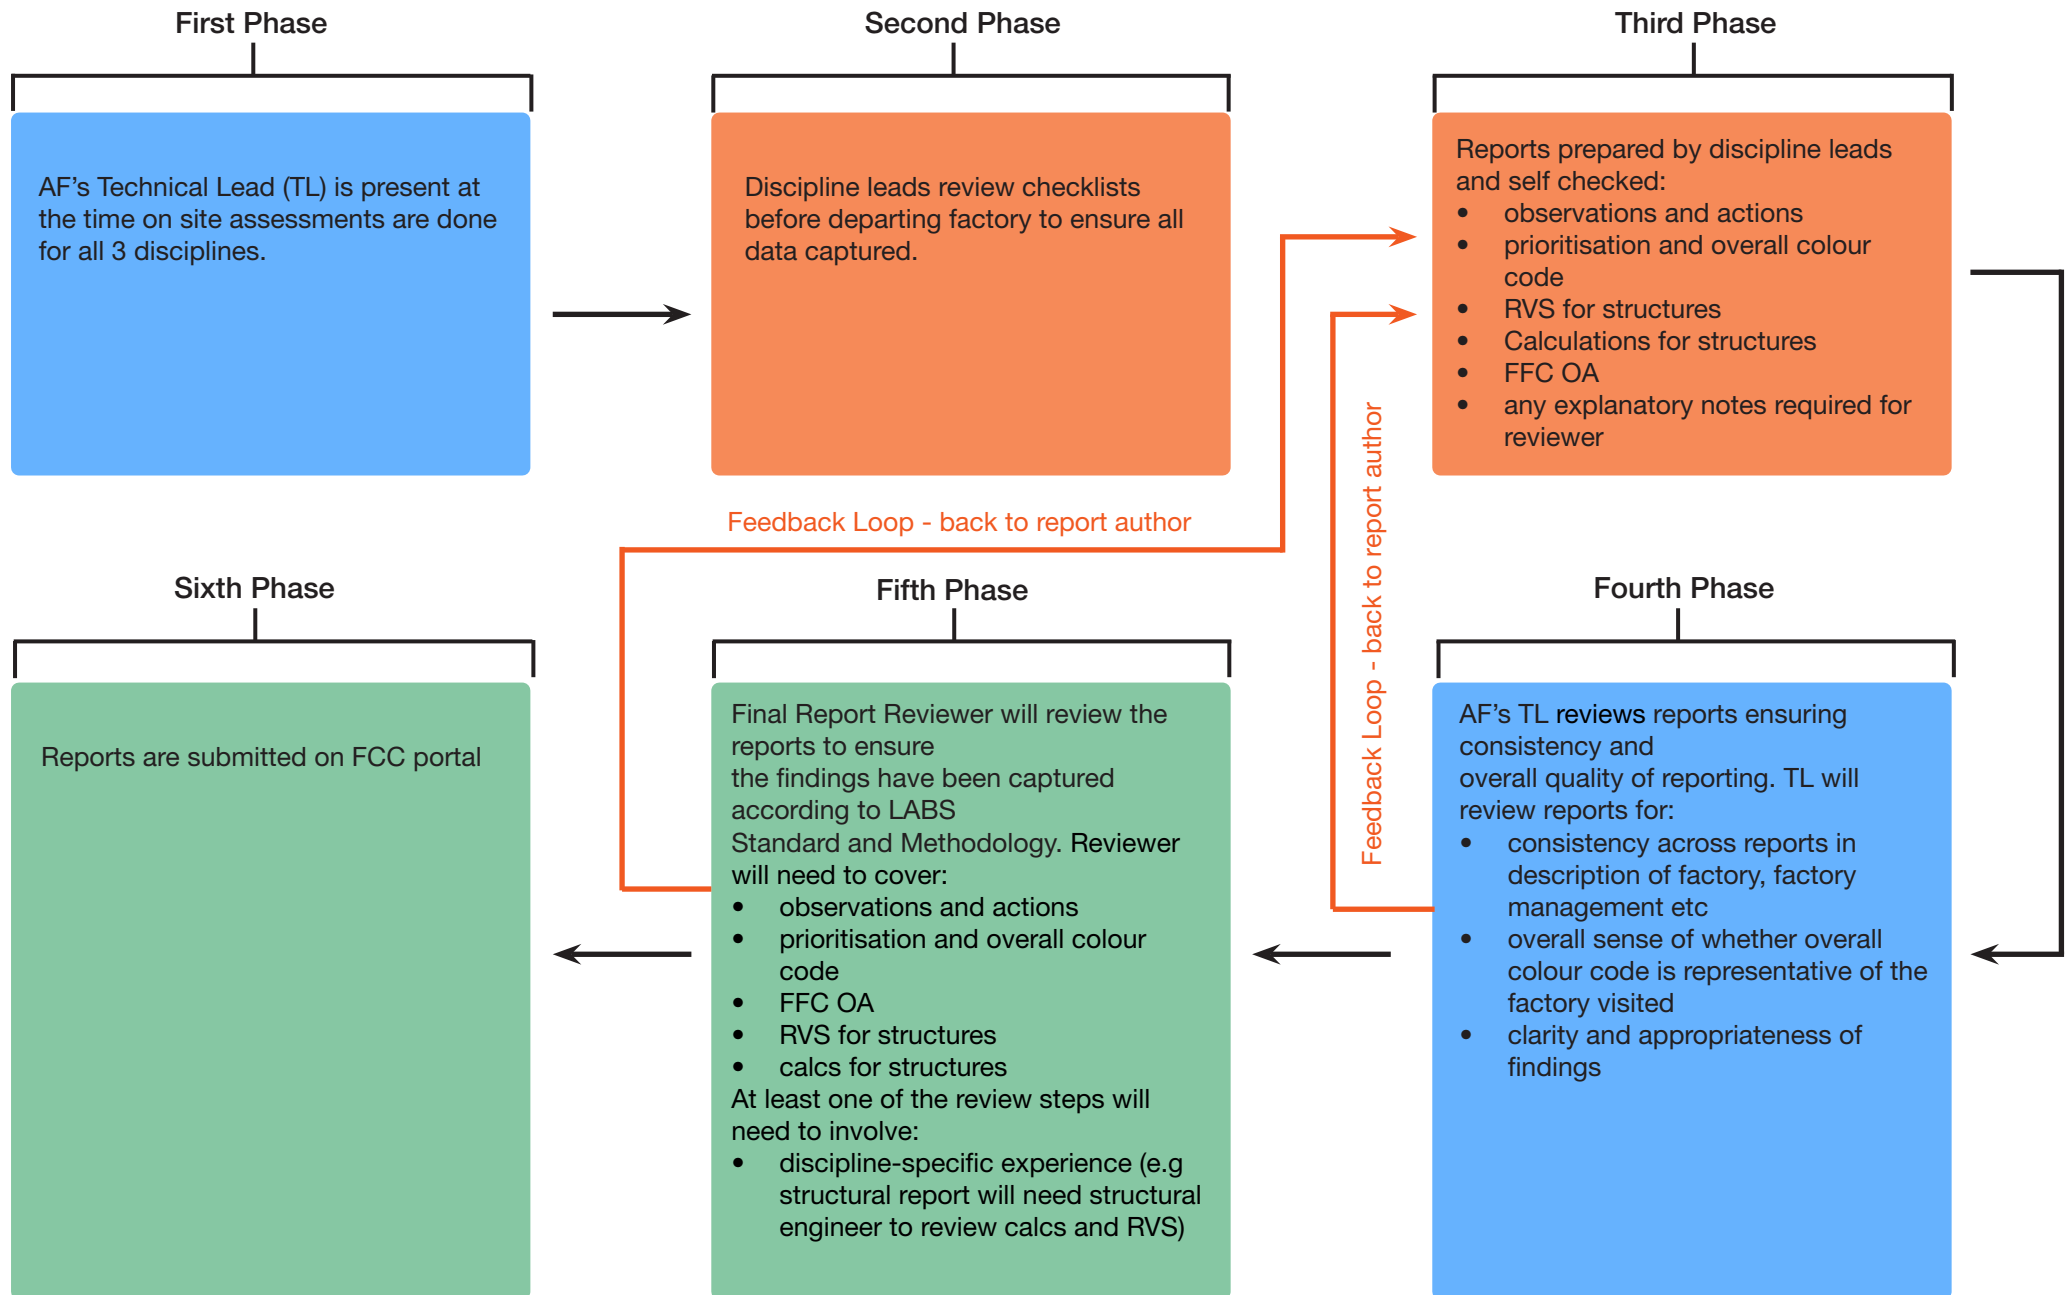 First Phase
AF’s Technical Lead (TL) is present at
the time on site assessments are done
for all 3 disciplines.
Second Phase
Discipline leads review checklists
before departing factory to ensure all
data captured.
Third Phase
Reports prepared by discipline leads
and self checked:
• observations and actions
• prioritisation and overall colour
code
• RVS for structures
• Calculations for structures
• FFC OA
• any explanatory notes required for
reviewer
Feedback Loop - back to report author
Feedback Loop - back to report author
Fourth Phase
AF’s TL reviews reports ensuring
consistency and
overall quality of reporting. TL will
review reports for:
• consistency across reports in
description of factory, factory
management etc
• overall sense of whether overall
colour code is representative of the
factory visited
• clarity and appropriateness of
findings
Fifth Phase
Final Report Reviewer will review the
reports to ensure
the findings have been captured
according to LABS
Standard and Methodology. Reviewer
will need to cover:
• observations and actions
• prioritisation and overall colour
code
• FFC OA
• RVS for structures
• calcs for structures
At least one of the review steps will
need to involve:
• discipline-specific experience (e.g
structural report will need structural
engineer to review calcs and RVS)
Sixth Phase
Reports are submitted on FCC portal